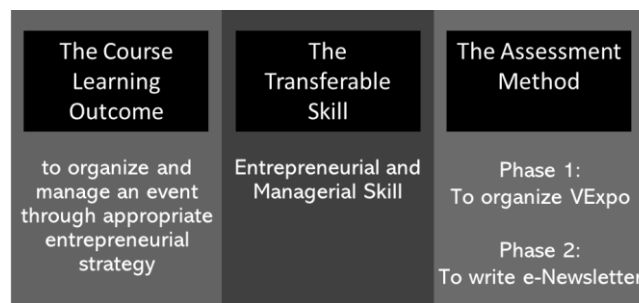 The Course
Learning
Outcome
to organize and
manage an event
through appropriate
entrepreneurial
strategy
The
Transferable
Skill
Entrepreneurial and
Managerial Skill
The Assessment
Method
Phase 1:
To organize VExpo
Phase 2:
To write e-Newsletter